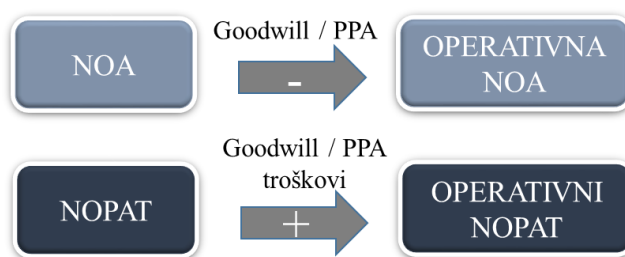 NOA
Goodwill / PPA
-
OPERATIVNA
NOA
NOPAT
Goodwill / PPA
troškovi
+
OPERATIVNI
NOPAT